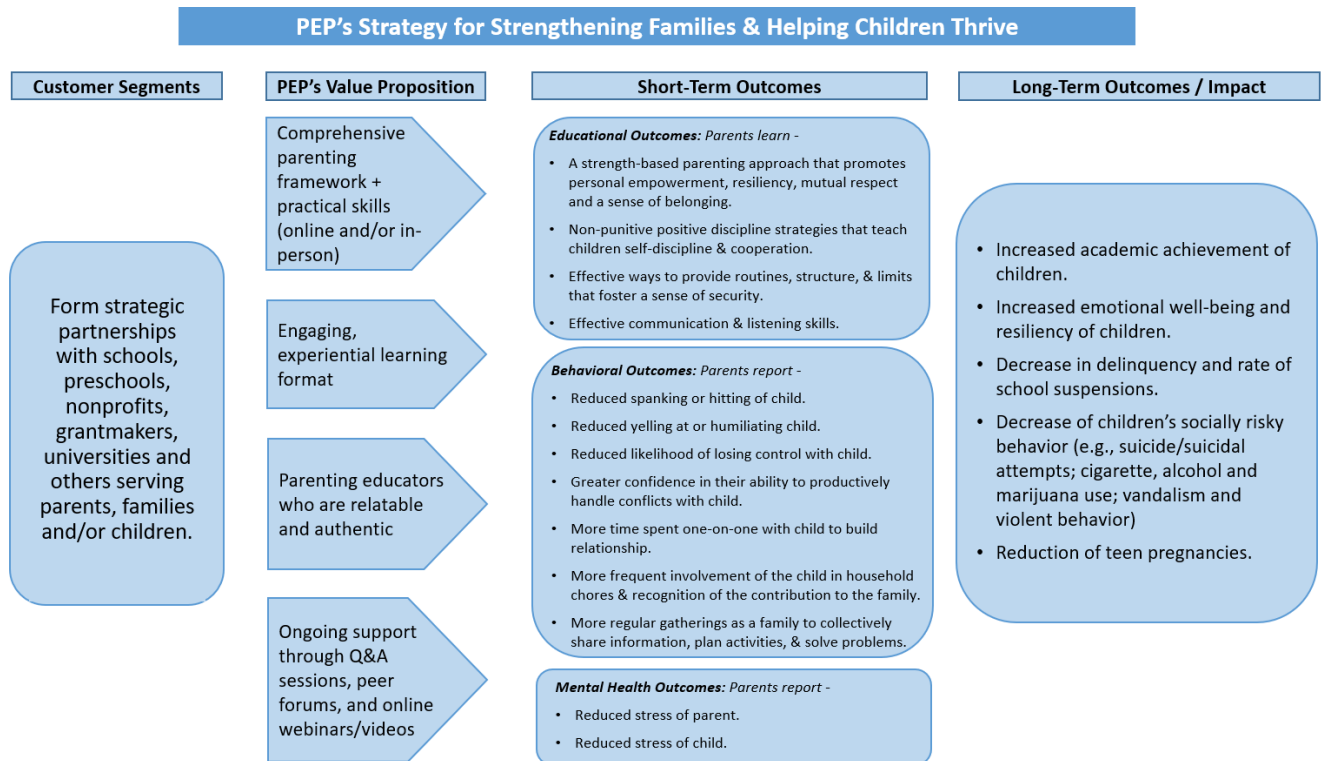 PEP's Strategy for Strengthening Families & Helping Children Thrive
Customer Segments
Form strategic
partnerships
with schools,
preschools,
nonprofits,
grantmakers,
universities and
others serving
parents, families
and/or children.
PEP's Value Proposition
Comprehensive
parenting
framework +
practical skills
(online and/or in-
person)
Engaging,
experiential learning
format
Parenting educators
who are relatable
and authentic
Ongoing support
through Q&A
sessions, peer
forums, and online
webinars/videos
Short-Term Outcomes
Educational Outcomes: Parents learn -
• A strength-based parenting approach that promotes
personal empowerment, resiliency, mutual respect
and a sense of belonging.
• Non-punitive positive discipline strategies that teach
children self-discipline & cooperation.
• Effective ways to provide routines, structure, & limits
that foster a sense of security.
• Effective communication & listening skills.
Behavioral Outcomes: Parents report -
• Reduced spanking or hitting of child.
• Reduced yelling at or humiliating child.
• Reduced likelihood of losing control with child.
• Greater confidence in their ability to productively
handle conflicts with child.
• More time spent one-on-one with child to build
relationship.
• More frequent involvement of the child in household
chores & recognition of the contribution to the family.
• More regular gatherings as a family to collectively
share information, plan activities, & solve problems.
Mental Health Outcomes: Parents report -
• Reduced stress of parent.
• Reduced stress of child.
Long-Term Outcomes / Impact
• Increased academic achievement of
children.
• Increased emotional well-being and
resiliency of children.
• Decrease in delinquency and rate of
school suspensions.
• Decrease of children's socially risky
behavior (e.g., suicide/suicidal
attempts; cigarette, alcohol and
marijuana use; vandalism and
violent behavior)
• Reduction of teen pregnancies.